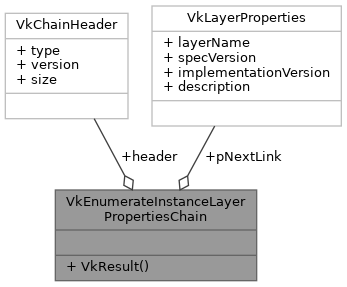 VkChainHeader
+ type
+ version
+ size
VkLayerProperties
+ layerName
+ specVersion
+ implementationVersion
+ description
+header
+pNextLink
VkEnumerateInstanceLayer
PropertiesChain
+ VkResult()